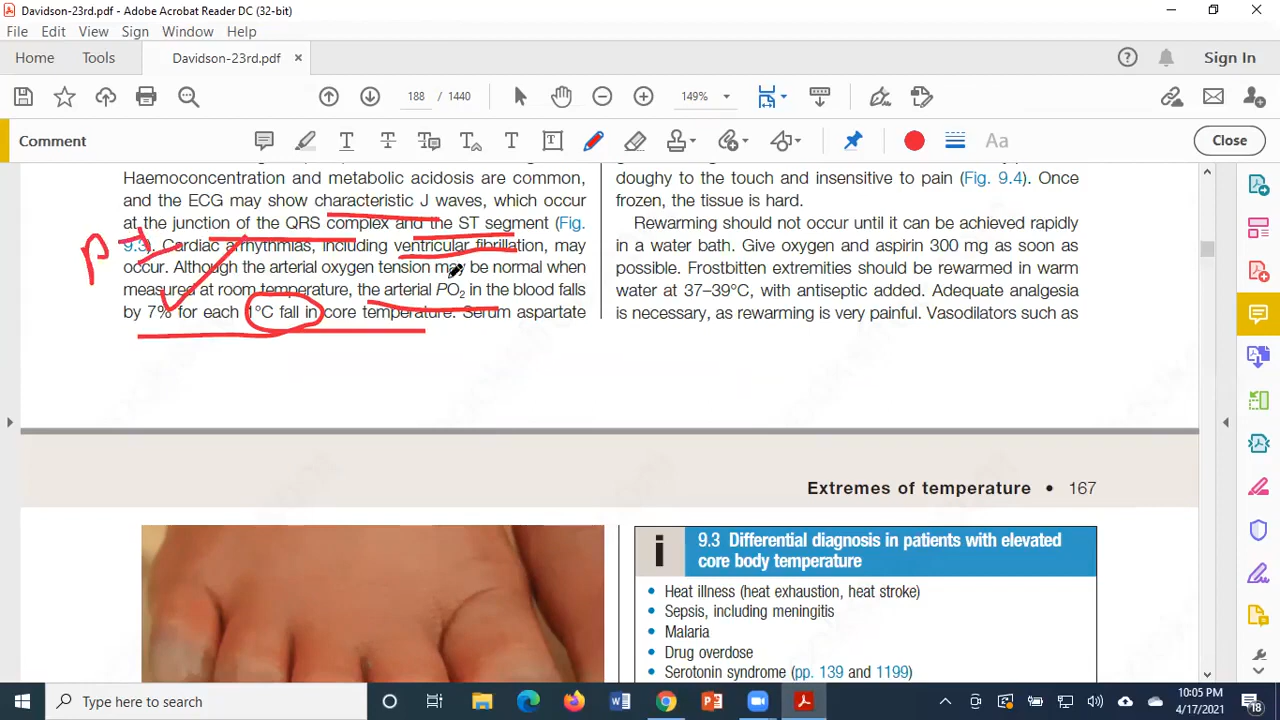 Davidson-23rd.pdf - Adobe Acrobat Reader DC (32-bit)
File Edit View Sign Window Help
Home Tools Davidson-23rd.pdf × Sign In
188 / 1440 149%
Comment Close
Haemoconcentration and metabolic acidosis are common,
and the ECG may show characteristic J waves, which occur
at the junction of the QRS complex and the ST segment (Fig.
9.3). Cardiac arrhythmias, including ventricular fibrillation, may
occur. Although the arterial oxygen tension may be normal when
measured at room temperature, the arterial PO2 in the blood falls
by 7% for each 1°C fall in core temperature. Serum aspartate
doughy to the touch and insensitive to pain (Fig. 9.4). Once
frozen, the tissue is hard.
Rewarming should not occur until it can be achieved rapidly
in a water bath. Give oxygen and aspirin 300 mg as soon as
possible. Frostbitten extremities should be rewarmed in warm
water at 37–39°C, with antiseptic added. Adequate analgesia
is necessary, as rewarming is very painful. Vasodilators such as
Extremes of temperature • 167
i
9.3 Differential diagnosis in patients with elevated
core body temperature
• Heat illness (heat exhaustion, heat stroke)
• Sepsis, including meningitis
• Malaria
• Drug overdose
• Serotonin syndrome (pp. 139 and 1199)
Type here to search
10:05 PM
4/17/2021
18